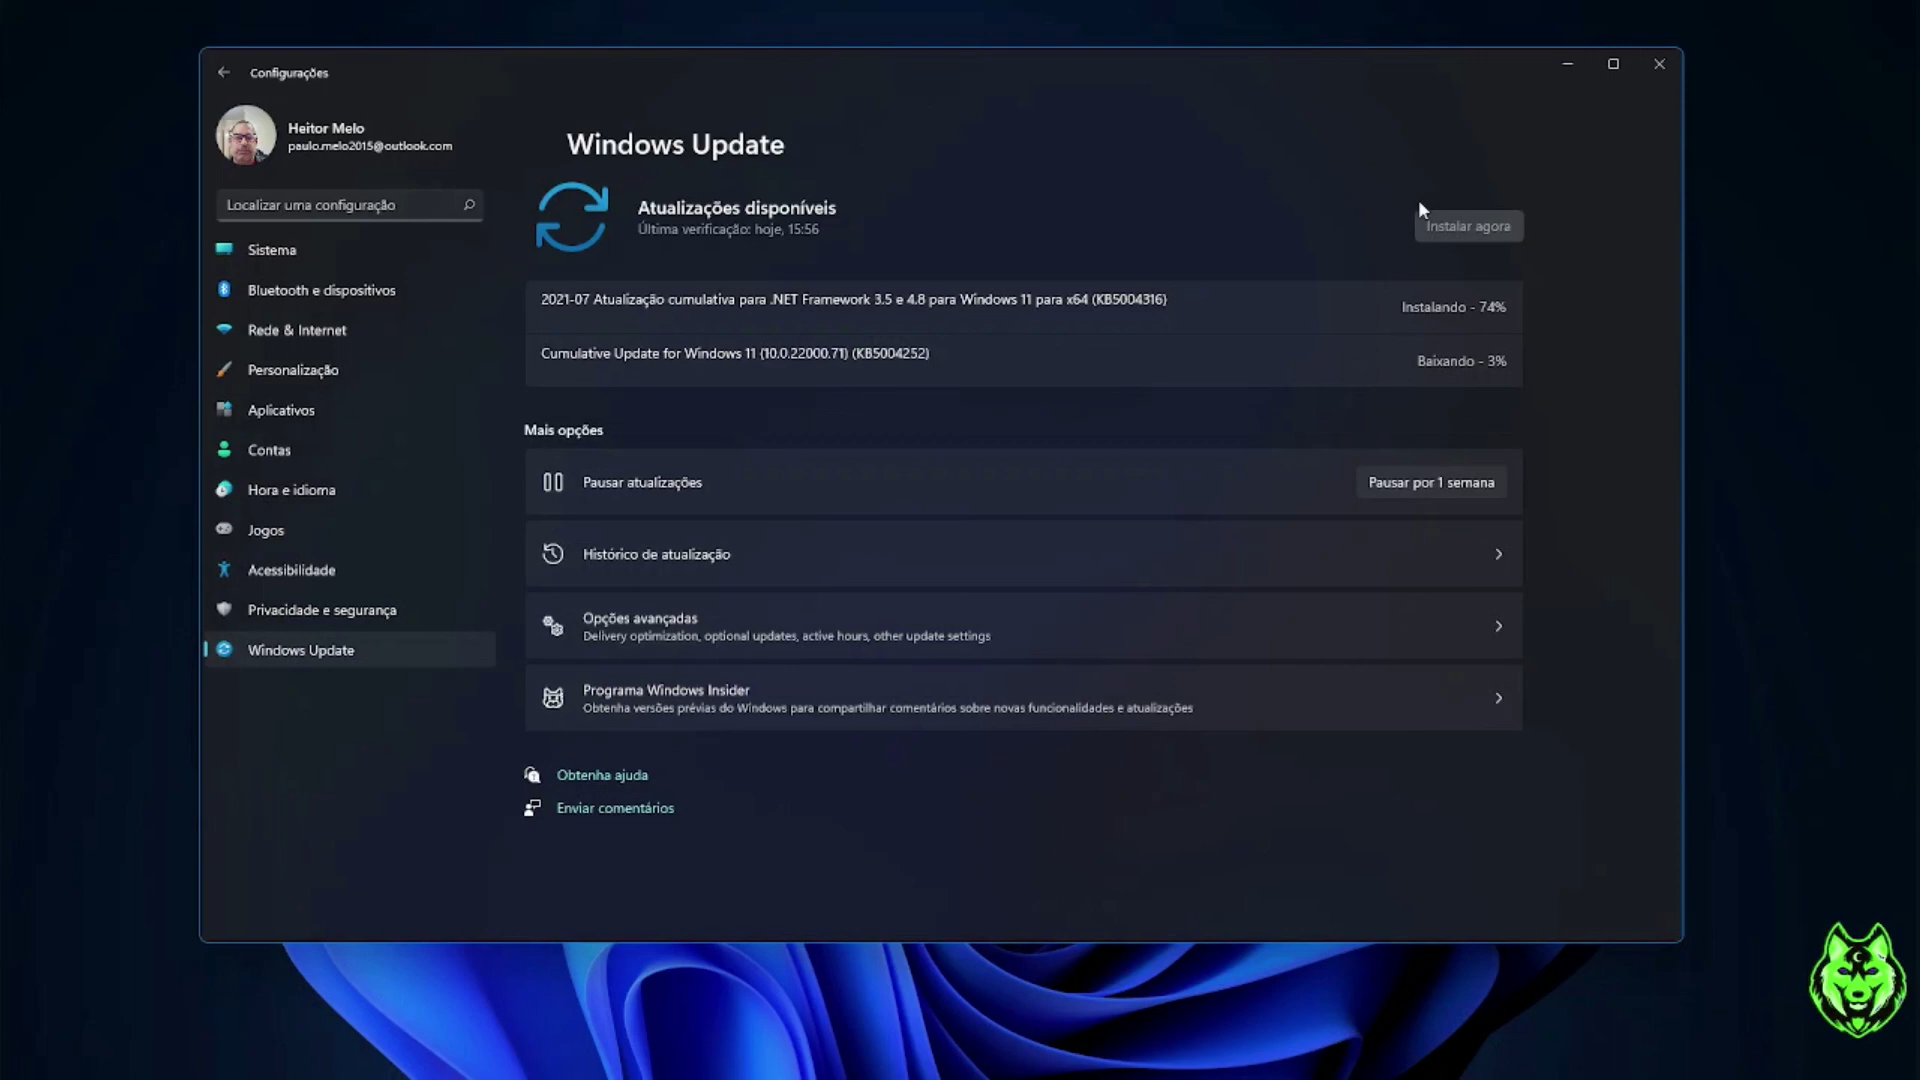 Configurações
Heitor Melo
paulo.melo2015@outlook.com
Localizar uma configuração
Sistema
Bluetooth e dispositivos
Rede & Internet
Personalização
Aplicativos
Contas
Hora e idioma
Jogos
Acessibilidade
Privacidade e segurança
Windows Update
Windows Update
Atualizações disponíveis
Última verificação: hoje, 15:56
Instalar agora
2021-07 Atualização cumulativa para .NET Framework 3.5 e 4.8 para Windows 11 para x64 (KB5004316)
Instalando - 74%
Cumulative Update for Windows 11 (10.0.22000.71) (KB5004252)
Baixando - 3%
Mais opções
Pausar atualizações
Pausar por 1 semana
Histórico de atualização
Opções avançadas
Delivery optimization, optional updates, active hours, other update settings
Programa Windows Insider
Obtenha versões prévias do Windows para compartilhar comentários sobre novas funcionalidades e atualizações
Obtenha ajuda
Enviar comentários